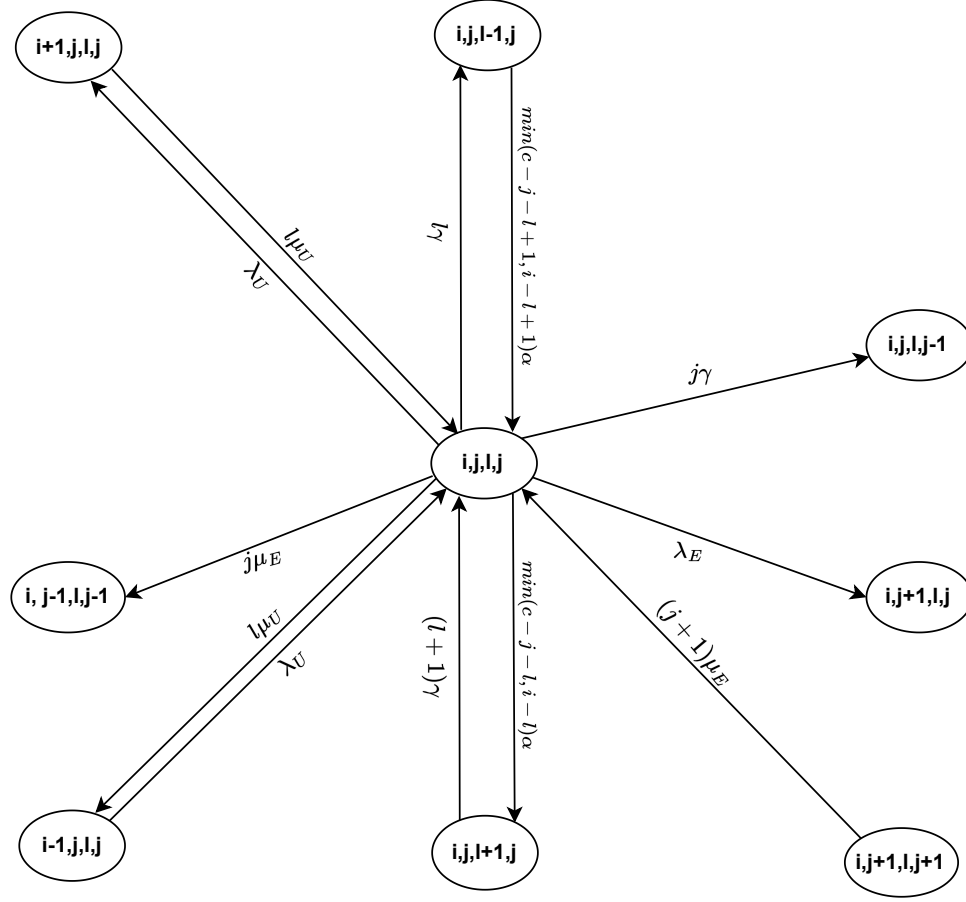 i+1,j,l,j
i,j,l-1,j
min(c − j − l + 1, i − l + 1)α
lγ
lμ_U
λ_U
i,j,l,j-1
jγ
i,j,l,j
jμ_E
λ_E
i, j-1,l,j-1
i,j+1,l,j
lμ_U
λ_U
(l + 1)γ
min(c − j − l, i − l)α
(j + 1)μ_E
i-1,j,l,j
i,j,l+1,j
i,j+1,l,j+1